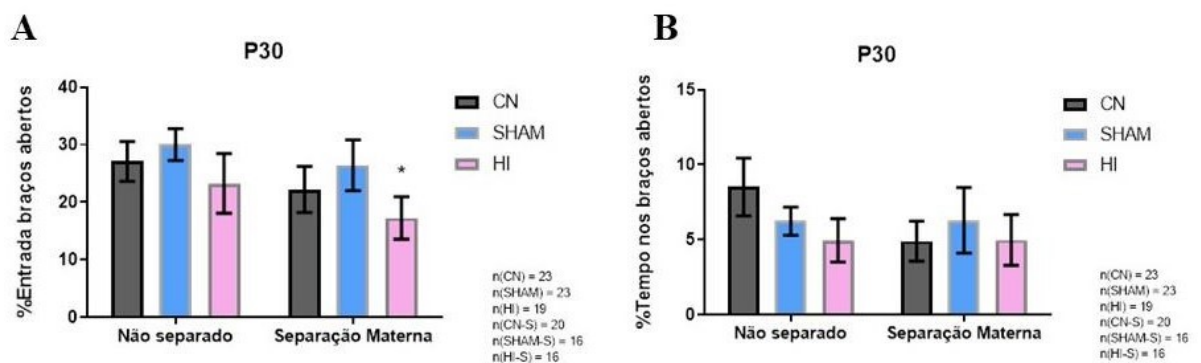 A
P30
%Entrada braços abertos
40
30
20
10
0
*
Não separado
Separação Materna
CN
SHAM
HI
n(CN) = 23
n(SHAM) = 23
n(HI) = 19
n(CN-S) = 20
n(SHAM-S) = 16
n(HI-S) = 16
B
P30
%Tempo nos braços abertos
15
10
5
0
Não separado
Separação Materna
CN
SHAM
HI
n(CN) = 23
n(SHAM) = 23
n(HI) = 19
n(CN-S) = 20
n(SHAM-S) = 16
n(HI-S) = 16